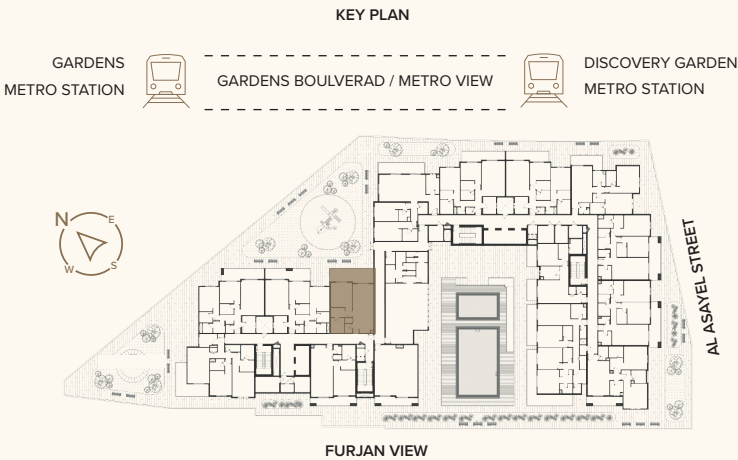 KEY PLAN
GARDENS
METRO STATION
GARDENS BOULVERAD / METRO VIEW
DISCOVERY GARDEN
METRO STATION
N
E
W
S
AL ASAYEL STREET
FURJAN VIEW